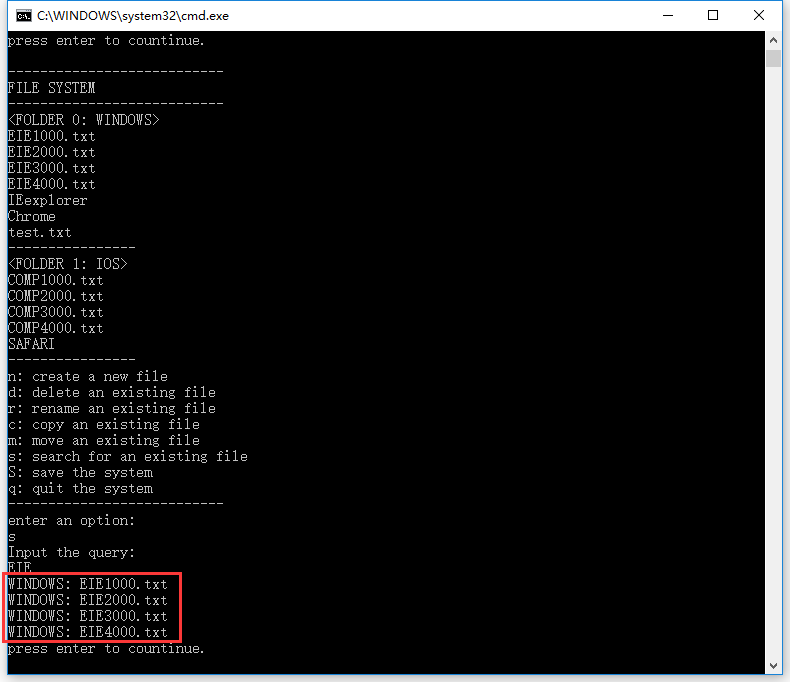 C:\WINDOWS\system32\cmd.exe
press enter to countinue.
---------------------------
FILE SYSTEM
---------------------------
<FOLDER 0: WINDOWS>
EIE1000.txt
EIE2000.txt
EIE3000.txt
EIE4000.txt
IEexplorer
Chrome
test.txt
----------------
<FOLDER 1: IOS>
COMP1000.txt
COMP2000.txt
COMP3000.txt
COMP4000.txt
SAFARI
----------------
n: create a new file
d: delete an existing file
r: rename an existing file
c: copy an existing file
m: move an existing file
s: search for an existing file
S: save the system
q: quit the system
---------------------------
enter an option:
s
Input the query:
EIE
WINDOWS: EIE1000.txt
WINDOWS: EIE2000.txt
WINDOWS: EIE3000.txt
WINDOWS: EIE4000.txt
press enter to countinue.